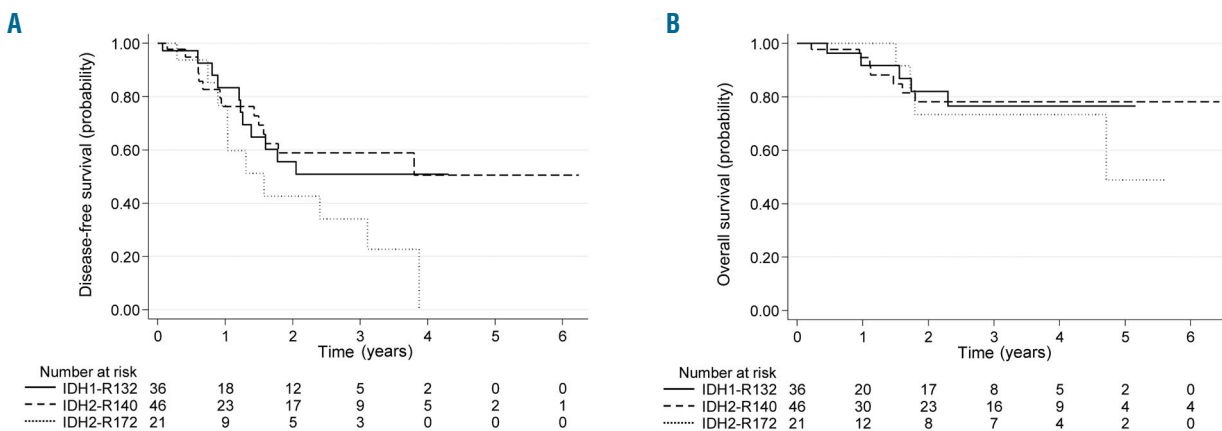 A
Disease-free survival (probability)
1.00
0.80
0.60
0.40
0.20
0.00
0 1 2 3 4 5 6
Time (years)
Number at risk
IDH1-R132 36 18 12 5 2 0 0
IDH2-R140 46 23 17 9 5 2 1
IDH2-R172 21 9 5 3 0 0 0
B
Overall survival (probability)
1.00
0.80
0.60
0.40
0.20
0.00
0 1 2 3 4 5 6
Time (years)
Number at risk
IDH1-R132 36 20 17 8 5 2 0
IDH2-R140 46 30 23 16 9 4 4
IDH2-R172 21 12 8 7 4 2 0